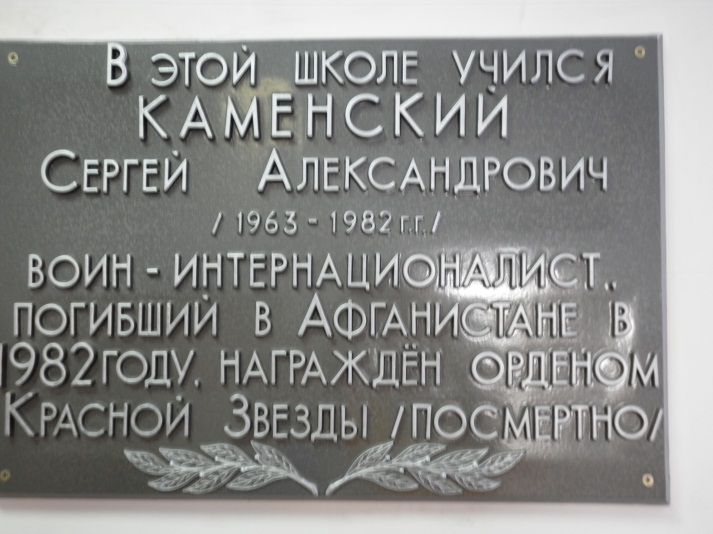 В ЭТОЙ ШКОЛЕ УЧИЛСЯ
КАМЕНСКИЙ
СЕРГЕЙ АЛЕКСАНДРОВИЧ
/1963-1982 г.г./
ВОИН-ИНТЕРНАЦИОНАЛИСТ,
ПОГИБШИЙ В АФГАНИСТАНЕ В
1982 ГОДУ, НАГРАЖДЁН ОРДЕНОМ
КРАСНОЙ ЗВЕЗДЫ /ПОСМЕРТНО/